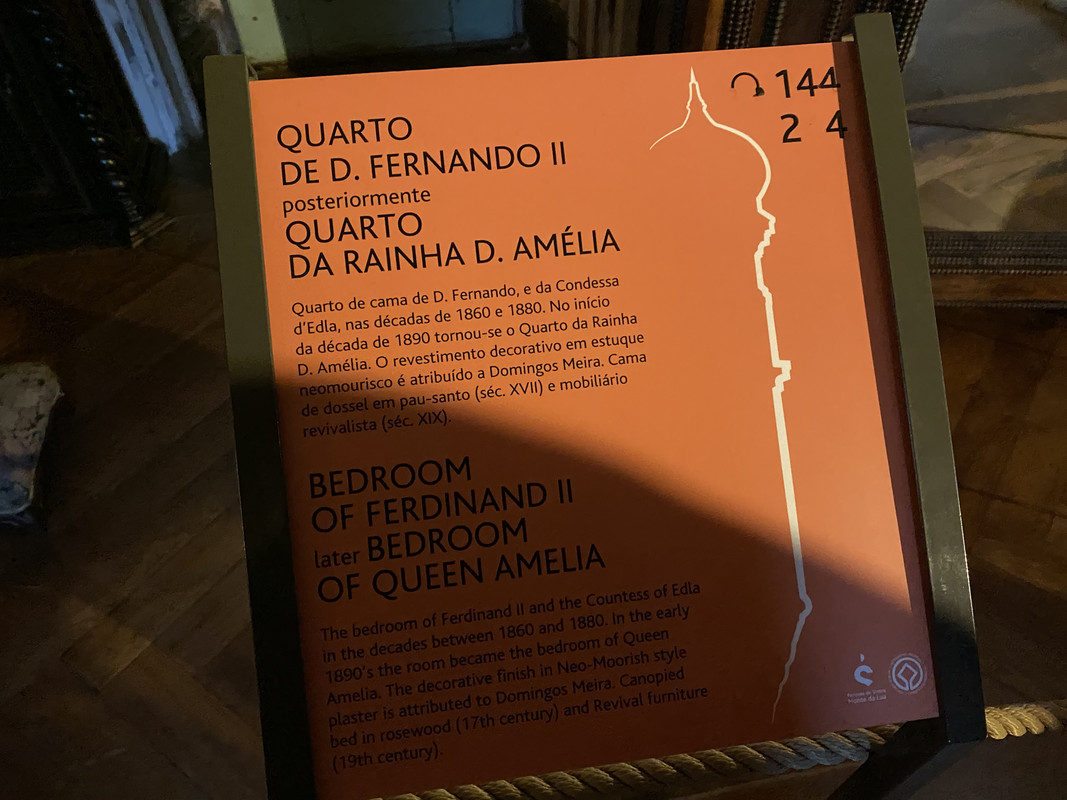 144
2 4
QUARTO
DE D. FERNANDO II
posteriormente
QUARTO
DA RAINHA D. AMÉLIA
Quarto de cama de D. Fernando, e da Condessa
d'Edla, nas décadas de 1860 e 1880. No início
da década de 1890 tornou-se o Quarto da Rainha
D. Amélia. O revestimento decorativo em estuque
neomourisco é atribuído a Domingos Meira. Cama
de dossel em pau-santo (séc. XVII) e mobiliário
revivalista (séc. XIX).
BEDROOM
OF FERDINAND II
later BEDROOM
OF QUEEN AMELIA
The bedroom of Ferdinand II and the Countess of Edla
in the decades between 1860 and 1880. In the early
1890's the room became the bedroom of Queen
Amelia. The decorative finish in Neo-Moorish style
plaster is attributed to Domingos Meira. Canopied
bed in rosewood (17th century) and Revival furniture
(19th century).
Parques de Sintra
Monte da Lua